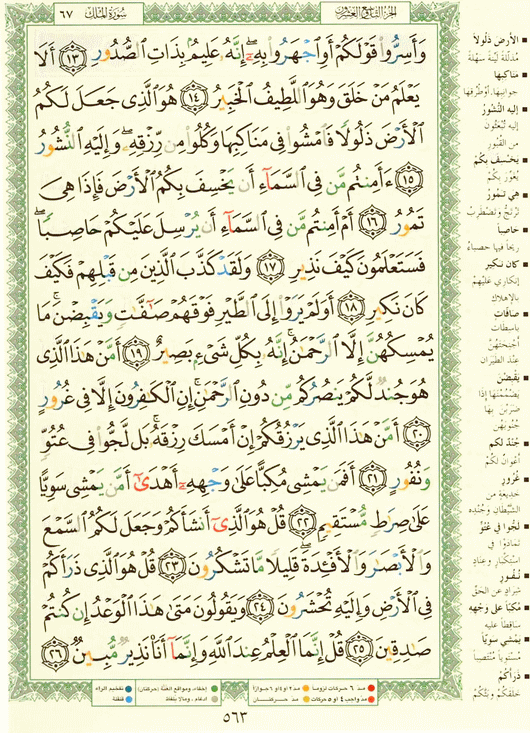 الجزء التاسع والعشرون
سورة الملك ٦٧
وَأَسِرُّوا۟ قَوْلَكُمْ أَوِ ٱجْهَرُوا۟ بِهِۦٓ إِنَّهُۥ عَلِيمٌۢ بِذَاتِ ٱلصُّدُورِ ١٣ أَلَا
يَعْلَمُ مَنْ خَلَقَ وَهُوَ ٱللَّطِيفُ ٱلْخَبِيرُ ١٤ هُوَ ٱلَّذِى جَعَلَ لَكُمُ
ٱلْأَرْضَ ذَلُولًا فَٱمْشُوا۟ فِى مَنَاكِبِهَا وَكُلُوا۟ مِن رِّزْقِهِۦ وَإِلَيْهِ ٱلنُّشُورُ
١٥ ءَأَمِنتُم مَّن فِى ٱلسَّمَآءِ أَن يَخْسِفَ بِكُمُ ٱلْأَرْضَ فَإِذَا هِىَ
تَمُورُ ١٦ أَمْ أَمِنتُم مَّن فِى ٱلسَّمَآءِ أَن يُرْسِلَ عَلَيْكُمْ حَاصِبًا
فَسَتَعْلَمُونَ كَيْفَ نَذِيرِ ١٧ وَلَقَدْ كَذَّبَ ٱلَّذِينَ مِن قَبْلِهِمْ فَكَيْفَ
كَانَ نَكِيرِ ١٨ أَوَلَمْ يَرَوْا۟ إِلَى ٱلطَّيْرِ فَوْقَهُمْ صَـٰٓفَّـٰتٍ وَيَقْبِضْنَ مَا
يُمْسِكُهُنَّ إِلَّا ٱلرَّحْمَـٰنُ إِنَّهُۥ بِكُلِّ شَىْءٍۭ بَصِيرٌ ١٩ أَمَّنْ هَـٰذَا ٱلَّذِى
هُوَ جُندٌ لَّكُمْ يَنصُرُكُم مِّن دُونِ ٱلرَّحْمَـٰنِ إِنِ ٱلْكَـٰفِرُونَ إِلَّا فِى غُرُورٍ
٢٠ أَمَّنْ هَـٰذَا ٱلَّذِى يَرْزُقُكُمْ إِنْ أَمْسَكَ رِزْقَهُۥ بَل لَّجُّوا۟ فِى عُتُوٍّ
وَنُفُورٍ ٢١ أَفَمَن يَمْشِى مُكِبًّا عَلَىٰ وَجْهِهِۦٓ أَهْدَىٰٓ أَمَّن يَمْشِى سَوِيًّا
عَلَىٰ صِرَٰطٍ مُّسْتَقِيمٍ ٢٢ قُلْ هُوَ ٱلَّذِىٓ أَنشَأَكُمْ وَجَعَلَ لَكُمُ ٱلسَّمْعَ
وَٱلْأَبْصَـٰرَ وَٱلْأَفْـِٔدَةَ قَلِيلًا مَّا تَشْكُرُونَ ٢٣ قُلْ هُوَ ٱلَّذِى ذَرَأَكُمْ
فِى ٱلْأَرْضِ وَإِلَيْهِ تُحْشَرُونَ ٢٤ وَيَقُولُونَ مَتَىٰ هَـٰذَا ٱلْوَعْدُ إِن كُنتُمْ
صَـٰدِقِينَ ٢٥ قُلْ إِنَّمَا ٱلْعِلْمُ عِندَ ٱللَّهِ وَإِنَّمَآ أَنَا۠ نَذِيرٌ مُّبِينٌ ٢٦
الأرض ذلولاً
مذللة لينة سهلة
مناكبها
جوانبها، أو طرقها
إليه النشور
إليه تبعثون
من القبور
يخسف بكم
يغور بكم
هي تمور
ترتج وتضطرب
حاصباً
ريحاً فيها حصباء
كان نكير
إنكاري عليهم
بالإهلاك
صافات
باسطات
أجنحتهن
عند الطيران
يقبضن
يضممنها إذا
ضربن بها
جنوبهن
جند لكم
أعوان لكم
غرور
خديعة من
الشيطان وجنده
لجوا في عتو
تمادوا في
استكبار وعناد
نفور
شراد عن الحق
مكباً على وجهه
ساقطاً عليه
يمشي سوياً
مستوياً منتصباً
ذرأكم
خلقكم وبثكم
مد ٦ حركات لزوماً
مد ٢ أو ٤ أو ٦ جوازاً
إخفاء، ومواقع الغنة (حركتان)
تفخيم الراء
مد واجب ٤ أو ٥ حركات
مد حركتان
ادغام، وما لا يلفظ
قلقلة
٥٦٣